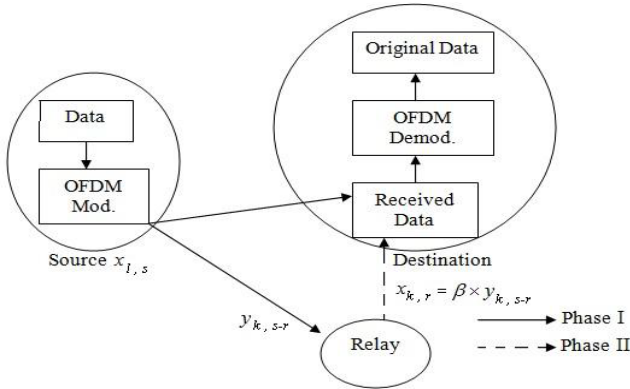 Data
OFDM
Mod.
Source x_{l,s}
Original Data
OFDM
Demod.
Received
Data
Destination
x_{k,r} = β × y_{k,s-r}
y_{k,s-r}
Relay
Phase I
Phase II